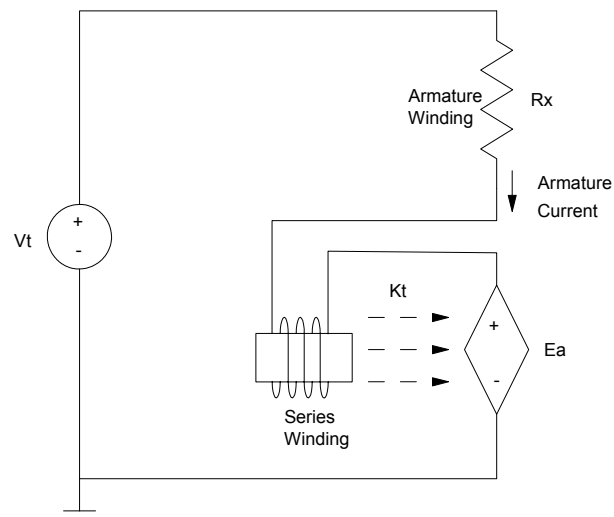 Armature
Winding
Rx
Armature
Current
+
-
Vt
Kt
+
-
Ea
Series
Winding